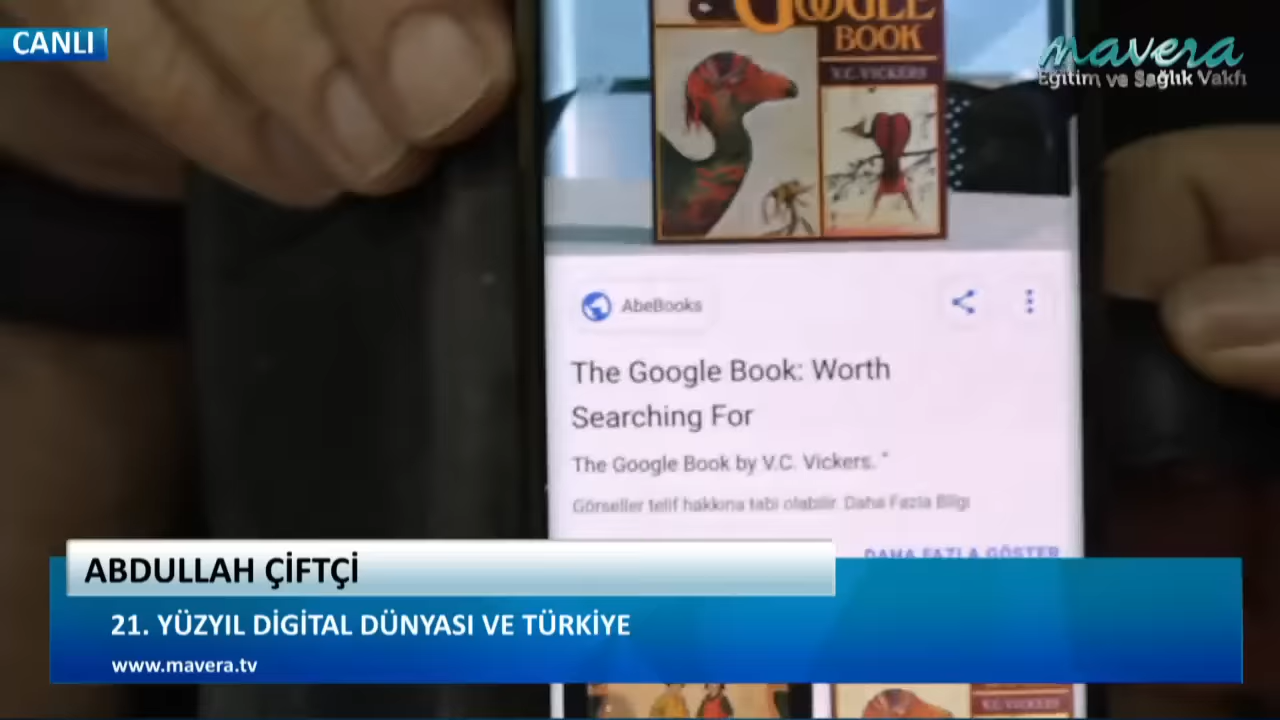 CANLI
mavera
Eğitim ve Sağlık Vakfı
GOOGLE
BOOK
V.C. VICKERS
AbeBooks
The Google Book: Worth
Searching For
The Google Book by V.C. Vickers. "
Görseller telif hakkına tabi olabilir. Daha Fazla Bilgi
DAHA FAZLA GÖSTER
ABDULLAH ÇİFTÇİ
21. YÜZYIL DİGİTAL DÜNYASI VE TÜRKİYE
www.mavera.tv
V.C. VICKERS